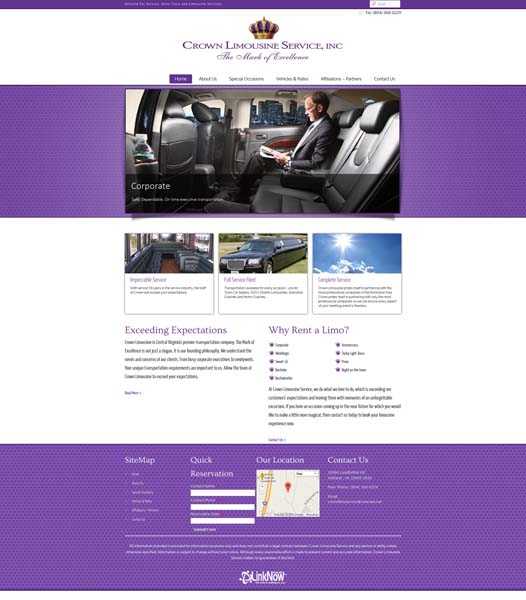 Tel: (804) 368-0229
CROWN LIMOUSINE SERVICE, INC
The Mark of Excellence
Home
About Us
Special Occasions
Vehicles & Rates
Affiliations – Partners
Contact Us
Corporate
Safe, Dependable, On time executive transportation.
Impeccable Service
Full Service Fleet
Complete Service
Exceeding Expectations
Crown Limousine is Central Virginia's premier transportation company. The Mark of
Excellence is not just a slogan, it is our founding philosophy. We understand the
needs and concerns of our clients. From busy corporate executives to newlyweds.
Your unique transportation requirements are important to us. Allow the team at
Crown Limousine to exceed your expectations.
Read More >
Why Rent a Limo?
Corporate
Weddings
Sweet 16
Bachelor
Bachelorette
Anniversary
Tacky Light Tours
Prom
Night on the town
At Crown Limousine Service, we do what we love to do, which is exceeding our
customers' expectations and leaving them with memories of an unforgettable
excursion. If you have an occasion coming up in the near future for which you would
like to make a little more magical, then contact us today to book your limousine
experience now.
Contact Us >
SiteMap
Home
About Us
Special Occasions
Vehicles & Rates
Affiliations – Partners
Contact Us
Quick
Reservation
Contact Name
Contact Phone
Reservation Date
Submit Form
Our Location
Map
Contact Us
Main Phone: (804) 368-0229
Email:
LinkNow